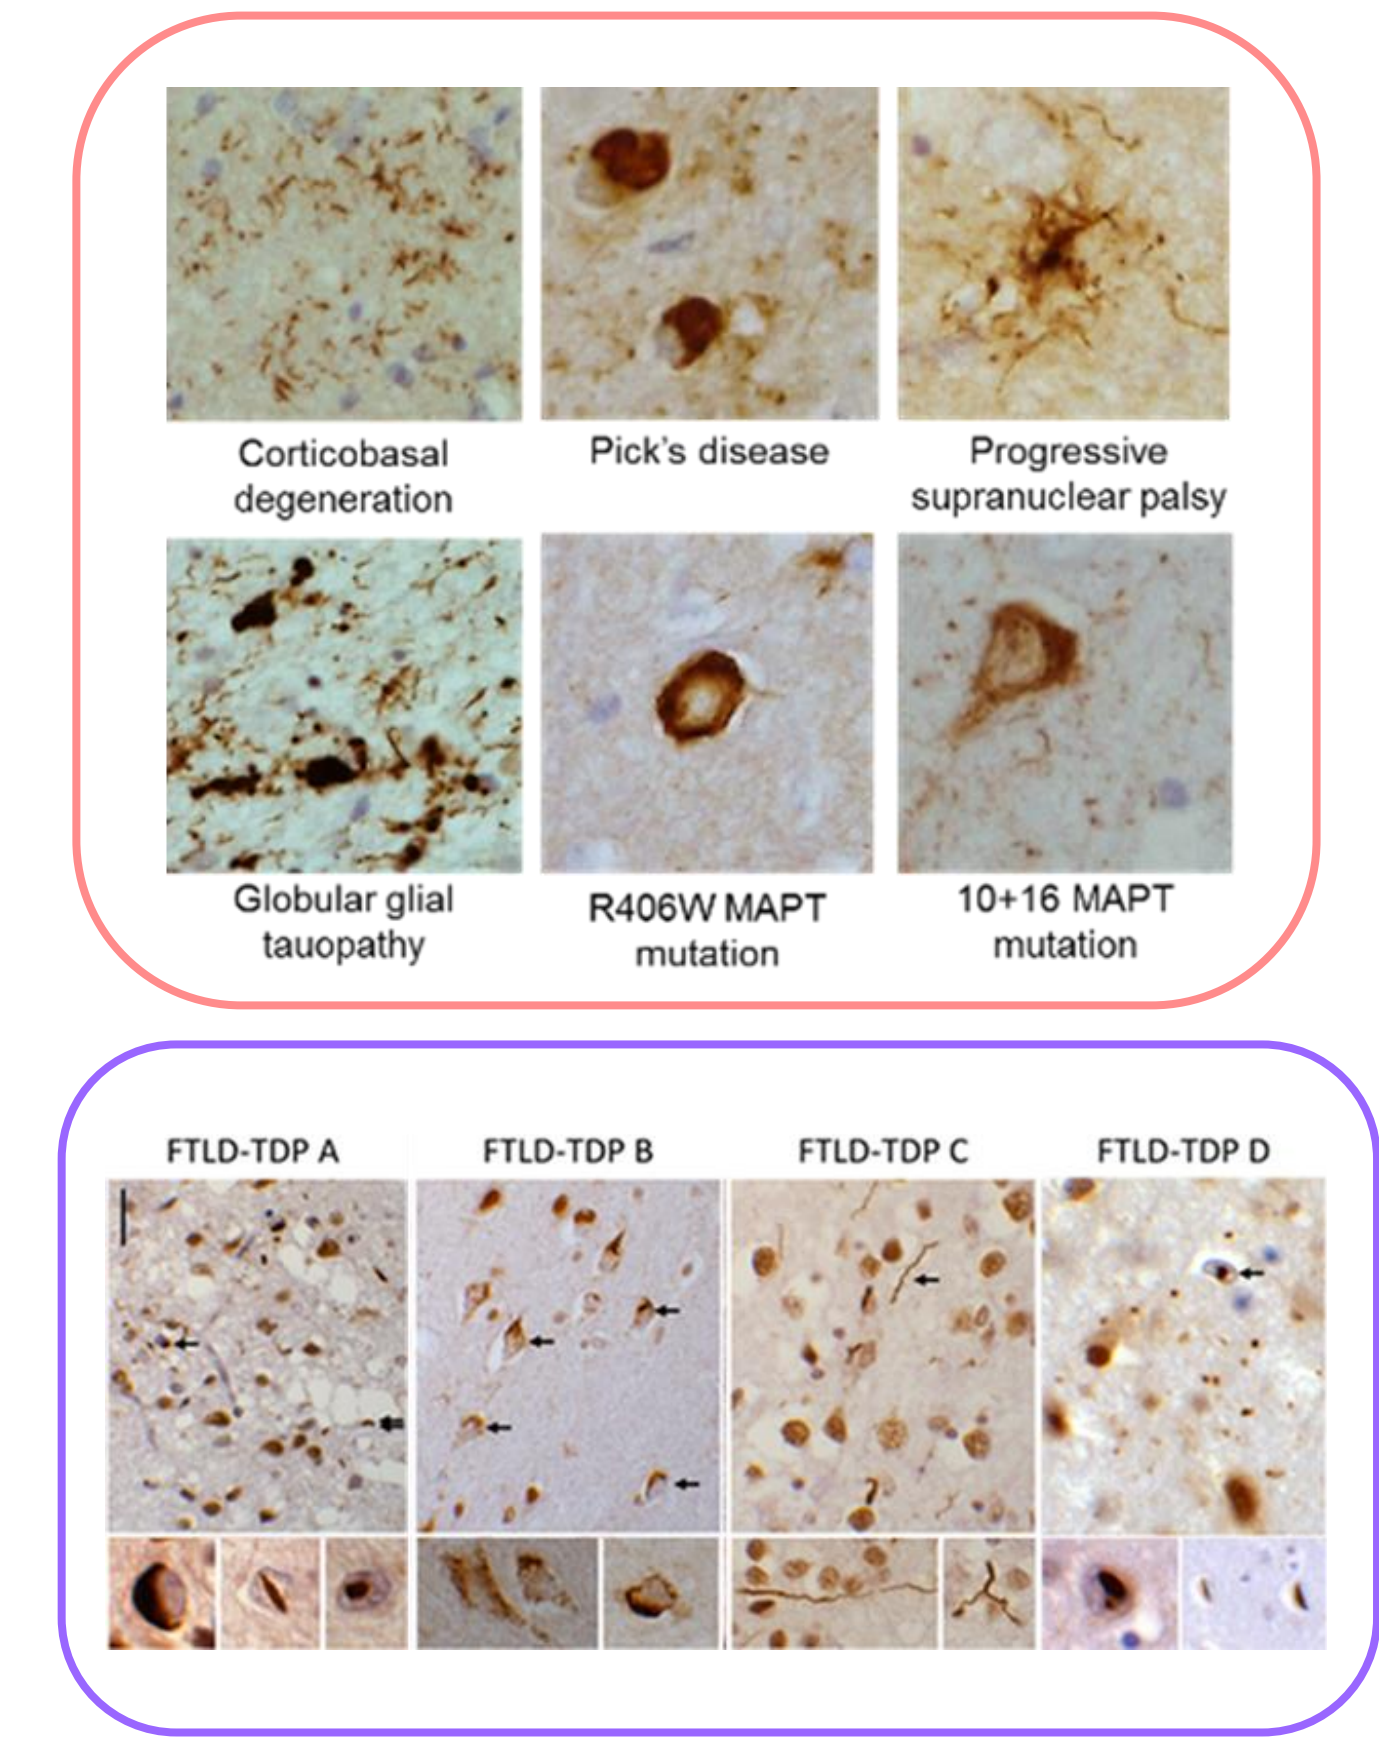 Corticobasal
degeneration
Pick's disease
Progressive
supranuclear palsy
Globular glial
tauopathy
R406W MAPT
mutation
10+16 MAPT
mutation
FTLD-TDP A
FTLD-TDP B
FTLD-TDP C
FTLD-TDP D